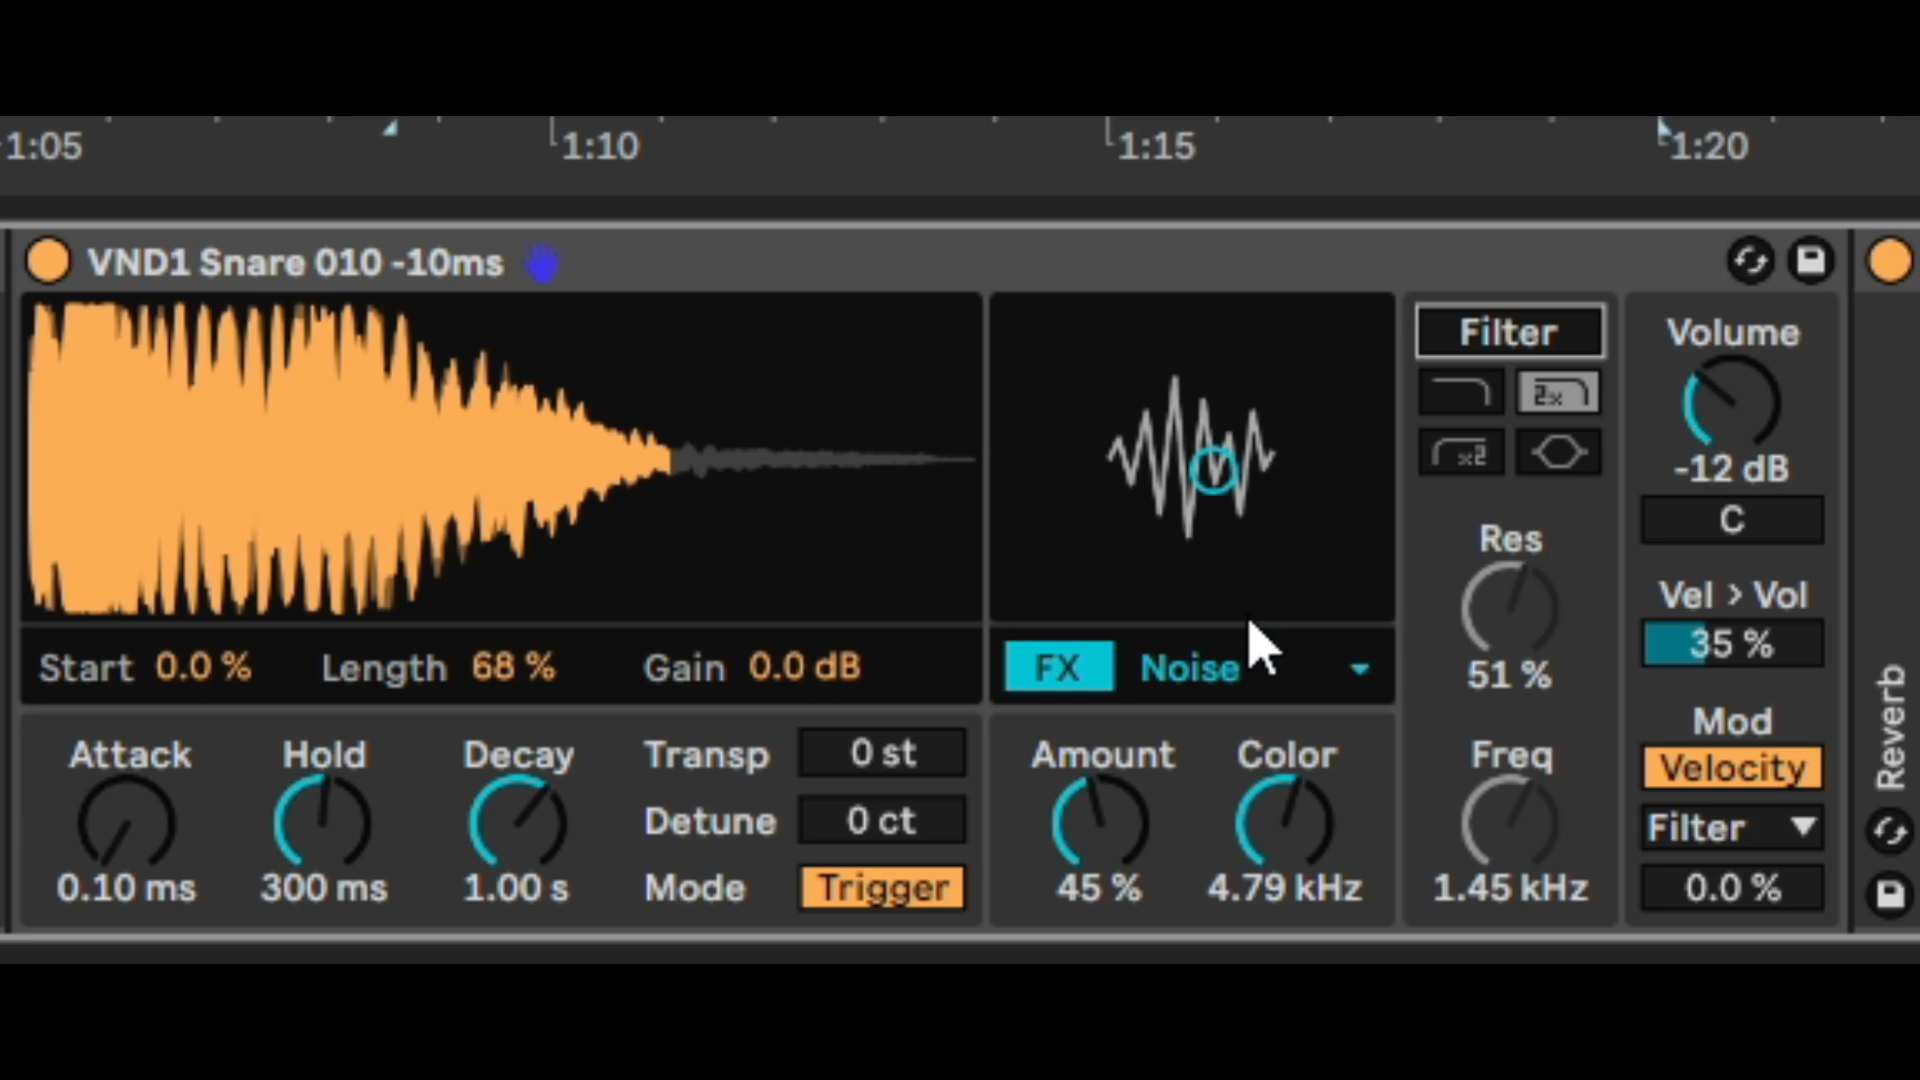 1:05 1:10 1:15 1:20
VND1 Snare 010 -10ms
Filter
2x
x2
Volume
-12 dB
C
Res
51 %
Vel > Vol
35 %
Start 0.0 % Length 68 % Gain 0.0 dB
FX Noise
Attack
0.10 ms
Hold
300 ms
Decay
1.00 s
Transp 0 st
Detune 0 ct
Mode Trigger
Amount
45 %
Color
4.79 kHz
Freq
1.45 kHz
Mod
Velocity
Filter
0.0 %
Reverb